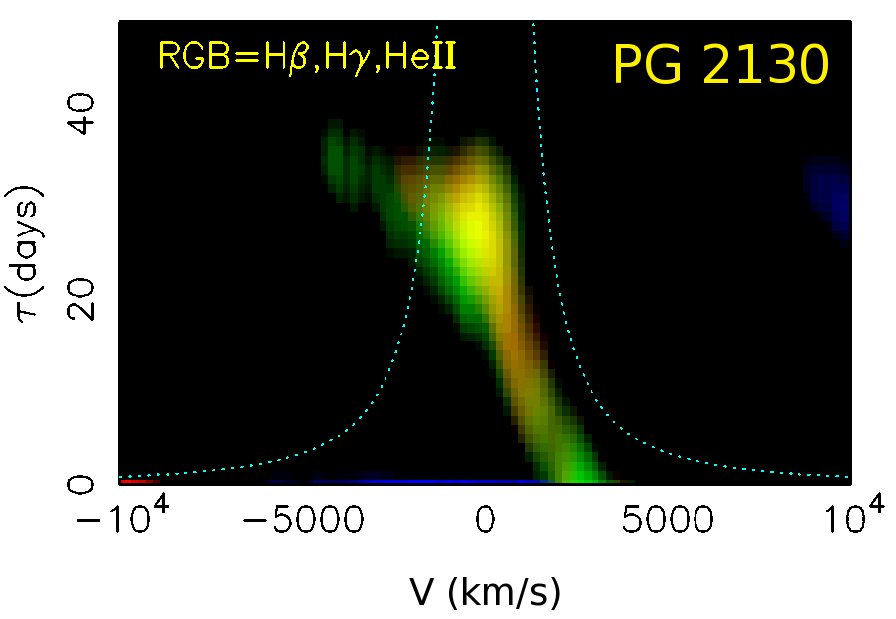 RGB=Hβ,Hγ,HeII
PG 2130
40
20
0
τ(days)
−10⁴ −5000 0 5000 10⁴
V (km/s)